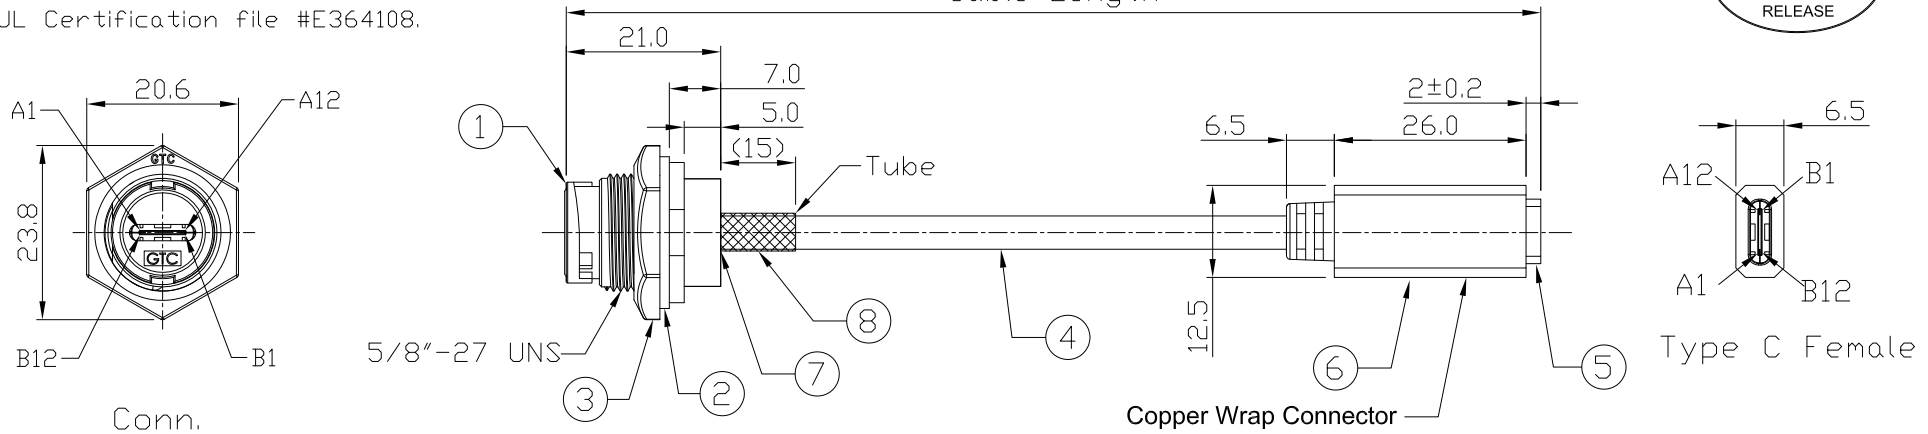 UL Certification file #E364108.
RELEASE
21.0
7.0
5.0
(15)
Tube
1
2±0.2
6.5
26.0
6.5
20.6
A1
A12
GTC
GTC
23.8
B12
B1
Conn.
5/8"-27 UNS
3
2
7
8
4
12.5
6
5
Copper Wrap Connector
A12
B1
A1
B12
Type C Female